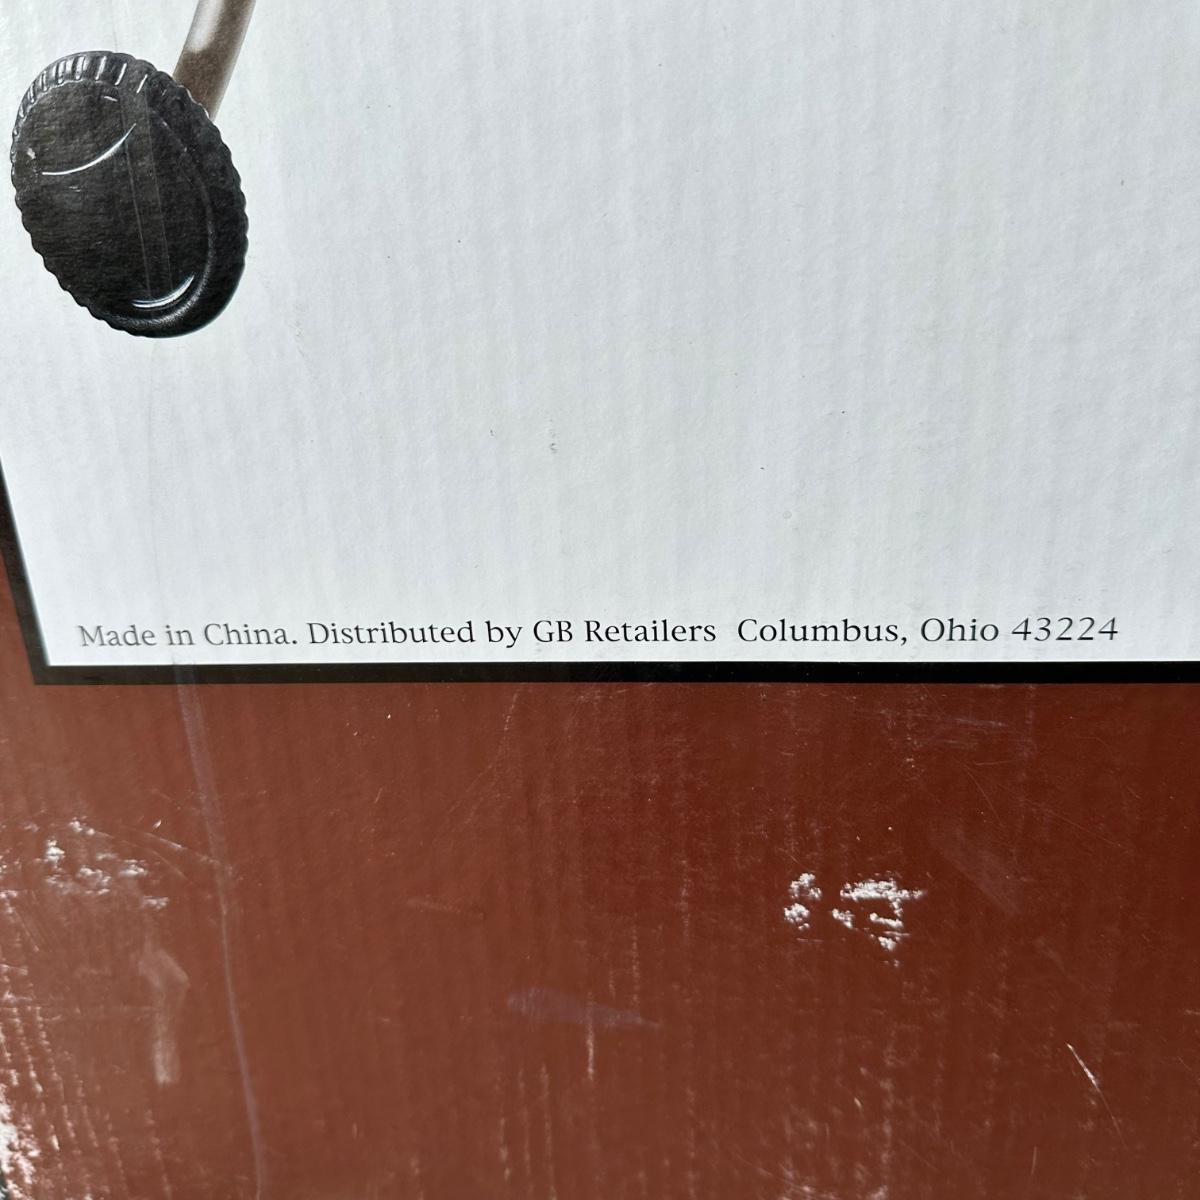 Made in China. Distributed by GB Retailers  Columbus, Ohio 43224